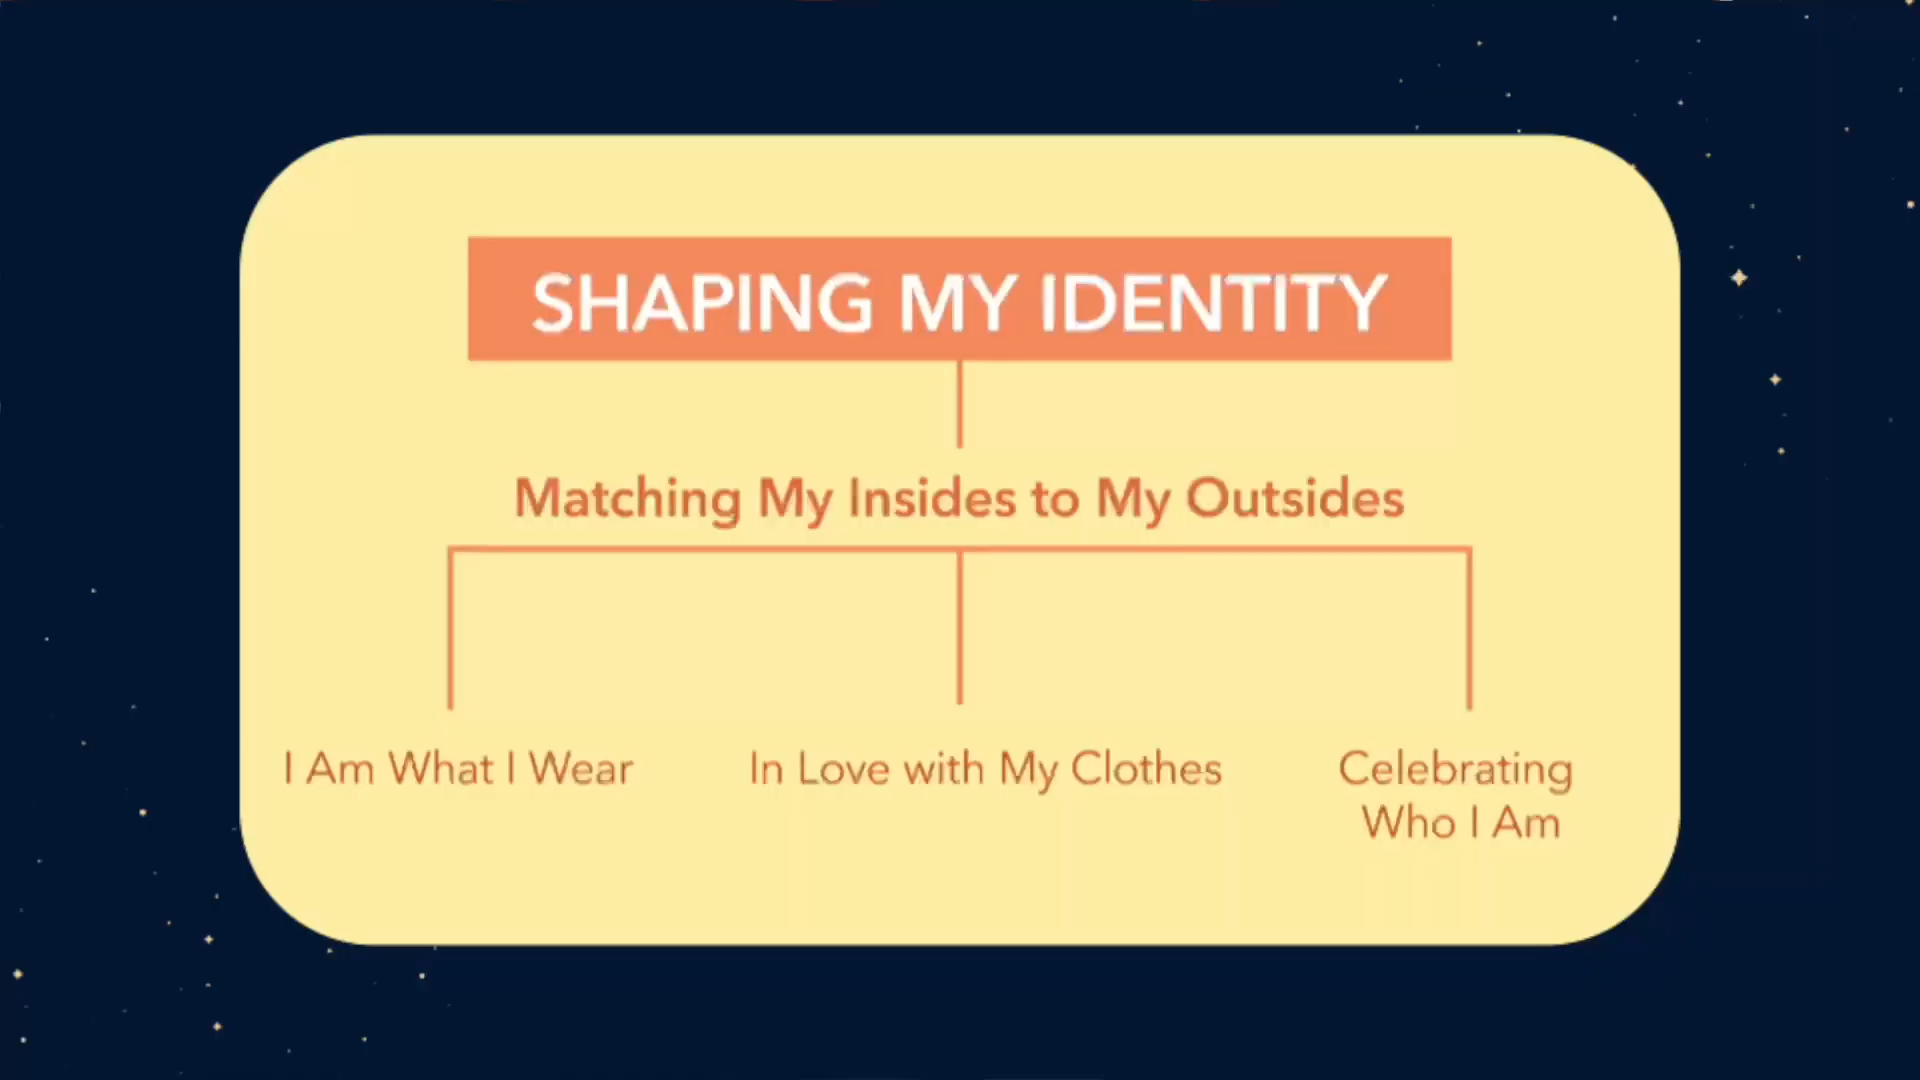 SHAPING MY IDENTITY
Matching My Insides to My Outsides
I Am What I Wear
In Love with My Clothes
Celebrating
Who I Am